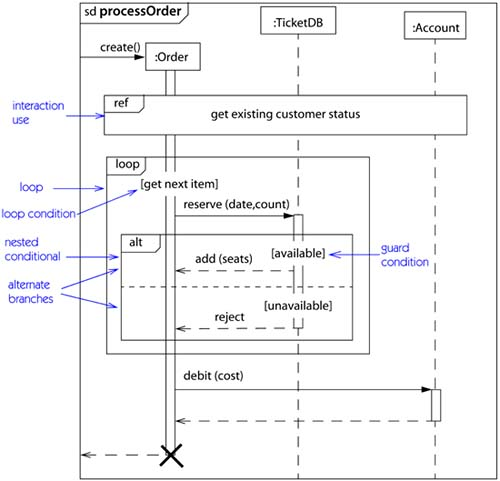 sd processOrder
:TicketDB
:Account
create()
:Order
interaction
use
ref
get existing customer status
loop
loop
[get next item]
loop condition
reserve (date,count)
nested
conditional
alt
[available]
guard
condition
add (seats)
alternate
branches
[unavailable]
reject
debit (cost)